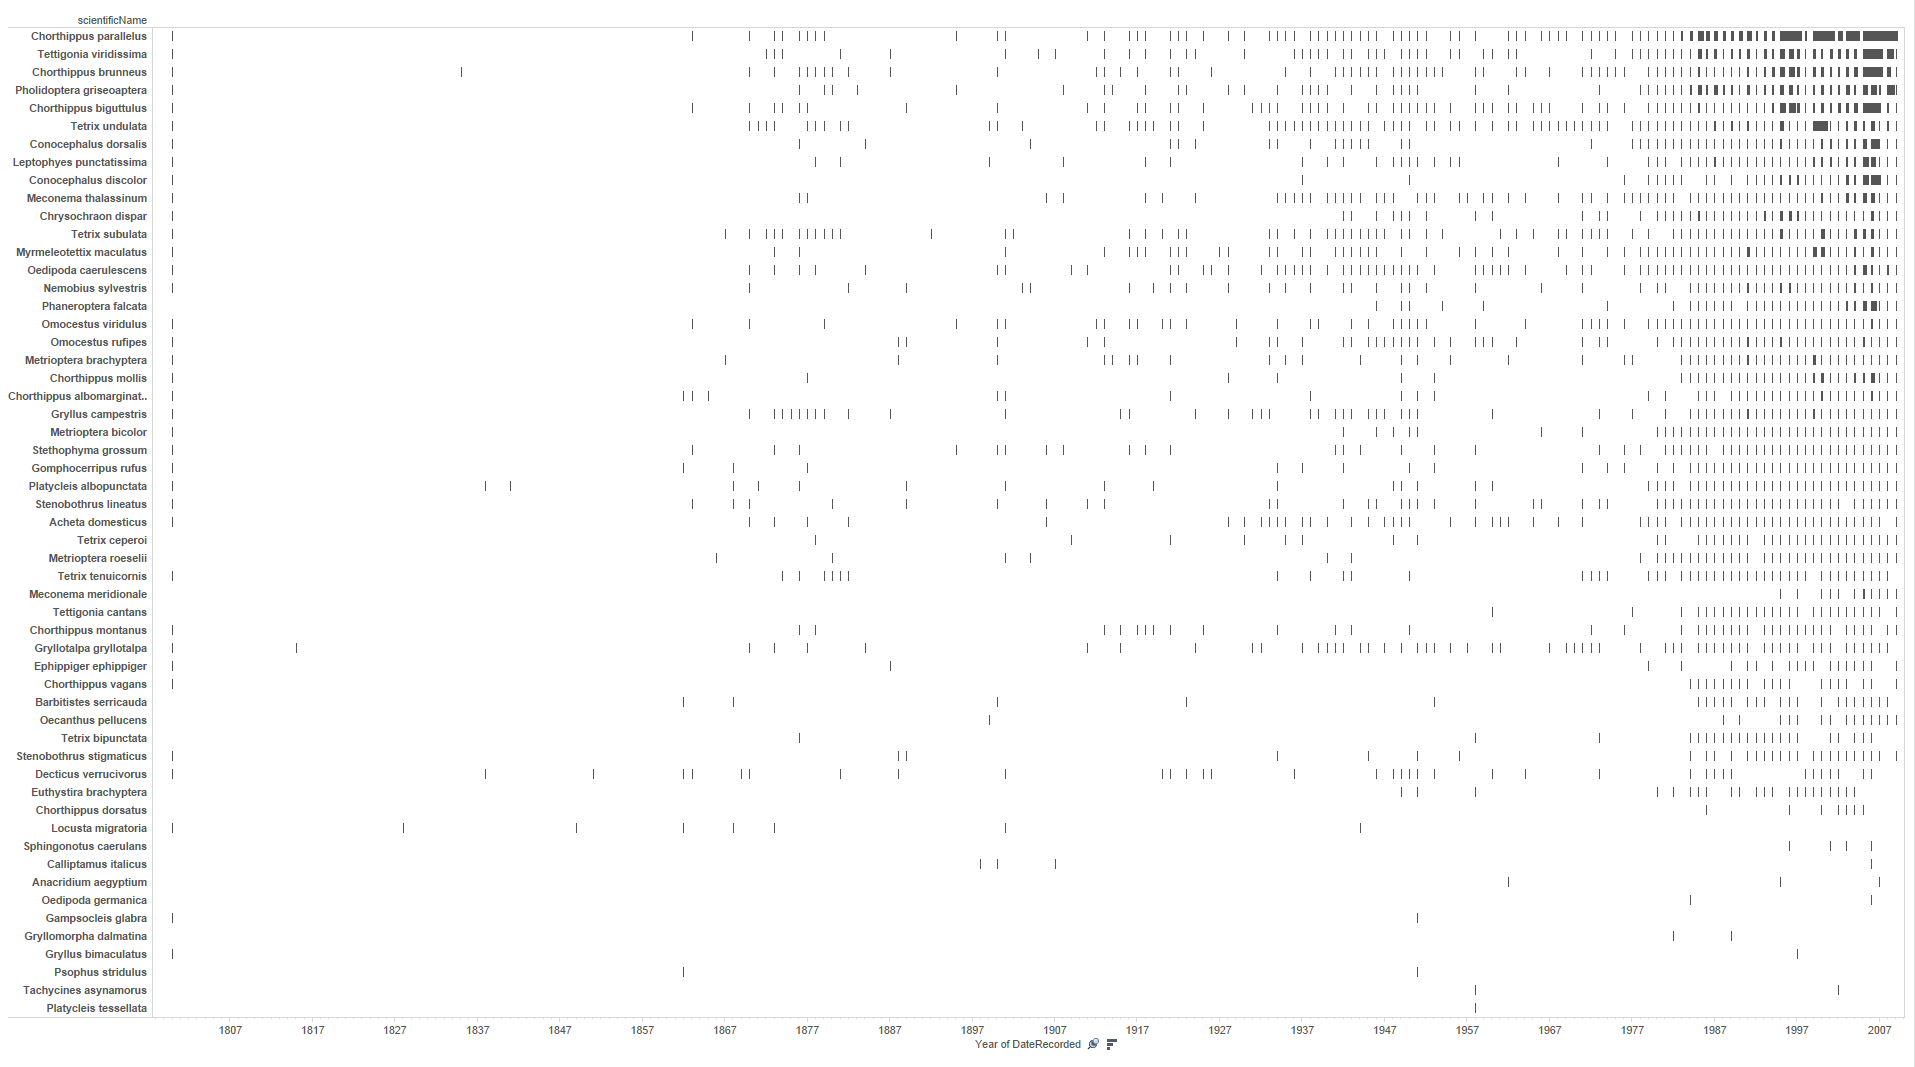 scientificName
Chorthippus parallelus
Tettigonia viridissima
Chorthippus brunneus
Pholidoptera griseoaptera
Chorthippus biguttulus
Tetrix undulata
Conocephalus dorsalis
Leptophyes punctatissima
Conocephalus discolor
Meconema thalassinum
Chrysochraon dispar
Tetrix subulata
Myrmeleotettix maculatus
Oedipoda caerulescens
Nemobius sylvestris
Phaneroptera falcata
Omocestus viridulus
Omocestus rufipes
Metrioptera brachyptera
Chorthippus mollis
Chorthippus albomarginat..
Gryllus campestris
Metrioptera bicolor
Stethophyma grossum
Gomphocerripus rufus
Platycleis albopunctata
Stenobothrus lineatus
Acheta domesticus
Tetrix ceperoi
Metrioptera roeselii
Tetrix tenuicornis
Meconema meridionale
Tettigonia cantans
Chorthippus montanus
Gryllotalpa gryllotalpa
Ephippiger ephippiger
Chorthippus vagans
Barbitistes serricauda
Oecanthus pellucens
Tetrix bipunctata
Stenobothrus stigmaticus
Decticus verrucivorus
Euthystira brachyptera
Chorthippus dorsatus
Locusta migratoria
Sphingonotus caerulans
Calliptamus italicus
Anacridium aegyptium
Oedipoda germanica
Gampsocleis glabra
Gryllomorpha dalmatina
Gryllus bimaculatus
Psophus stridulus
Tachycines asynamorus
Platycleis tessellata
1807 1817 1827 1837 1847 1857 1867 1877 1887 1897 1907 1917 1927 1937 1947 1957 1967 1977 1987 1997 2007
Year of DateRecorded